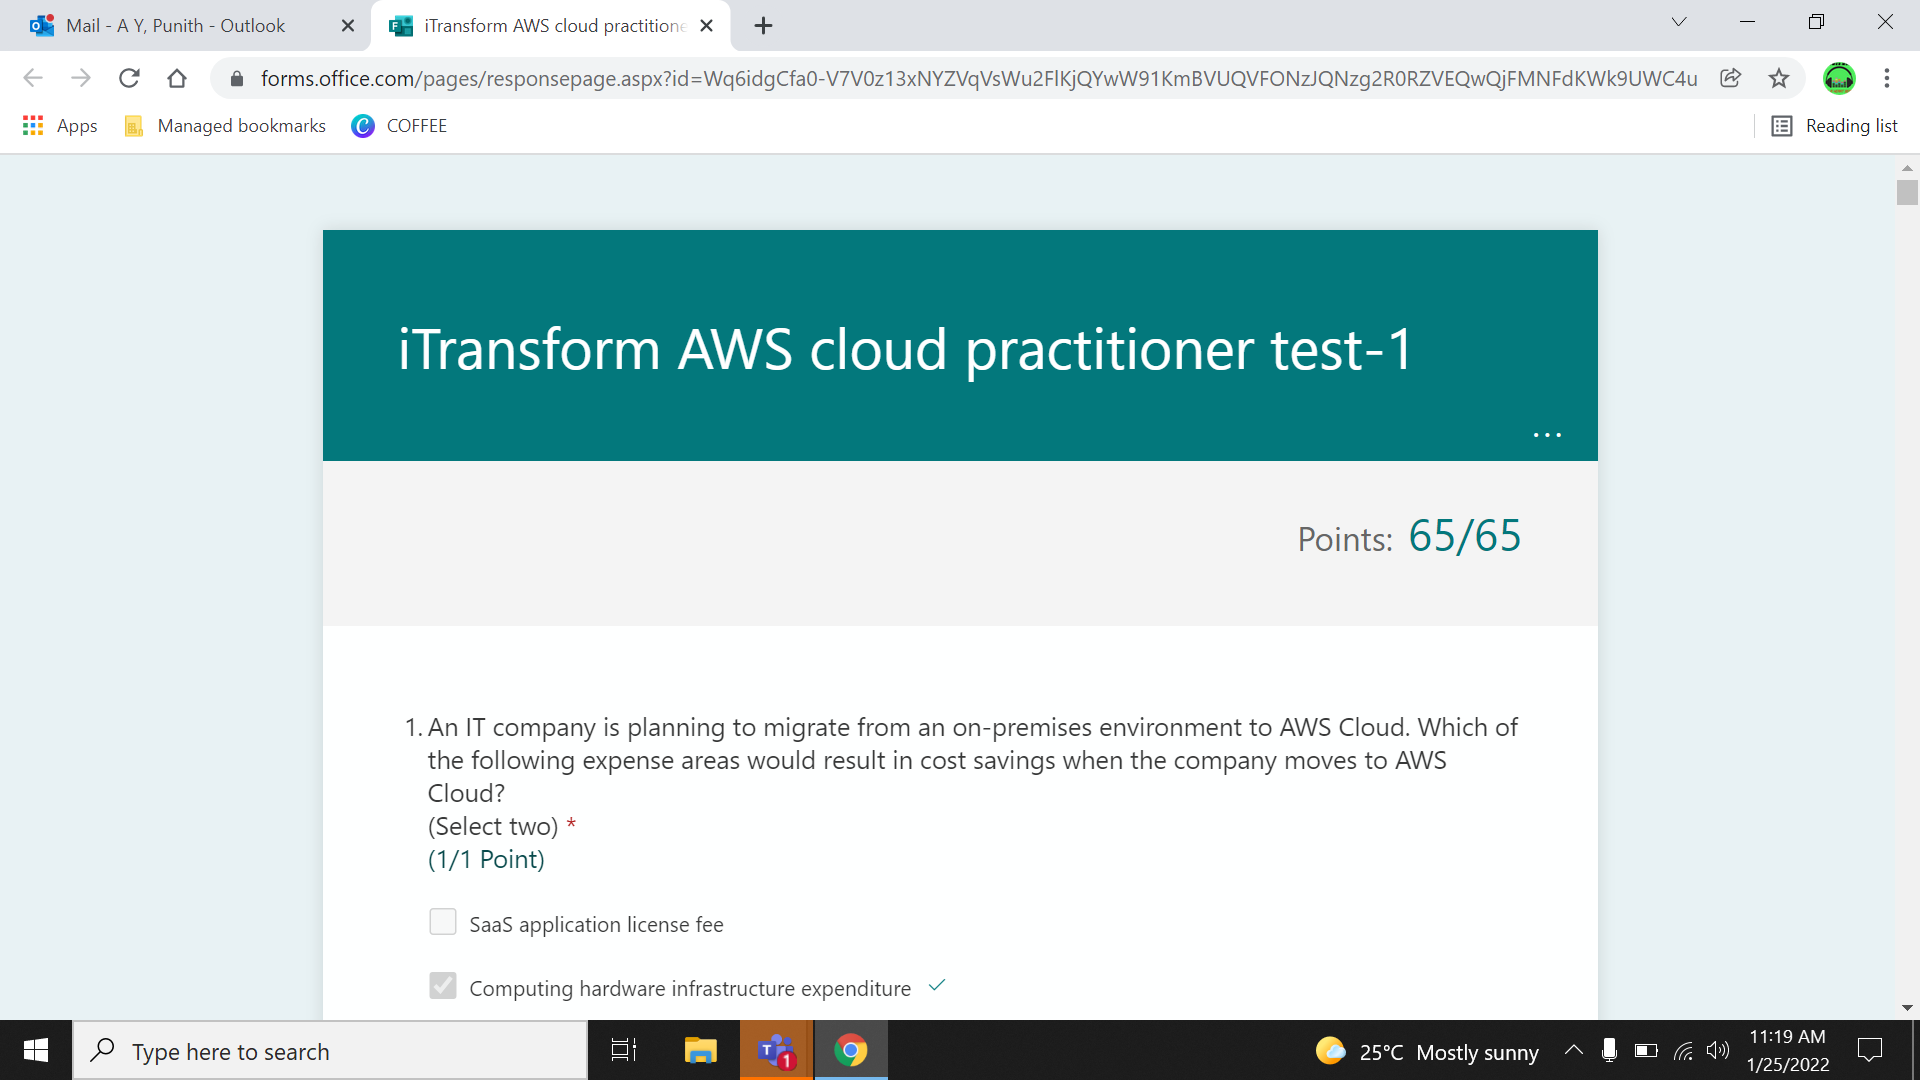 Mail - A Y, Punith - Outlook
iTransform AWS cloud practitione
forms.office.com/pages/responsepage.aspx?id=Wq6idgCfa0-V7V0z13xNYZVqVsWu2FlKjQYwW91KmBVUQVFONzJQNzg2R0RZVEQwQjFMNFdKWk9UWC4u
Apps
Managed bookmarks
COFFEE
Reading list
iTransform AWS cloud practitioner test-1
...
Points: 65/65
1. An IT company is planning to migrate from an on-premises environment to AWS Cloud. Which of
the following expense areas would result in cost savings when the company moves to AWS
Cloud?
(Select two) *
(1/1 Point)
SaaS application license fee
Computing hardware infrastructure expenditure
Type here to search
1
25°C Mostly sunny
11:19 AM
1/25/2022